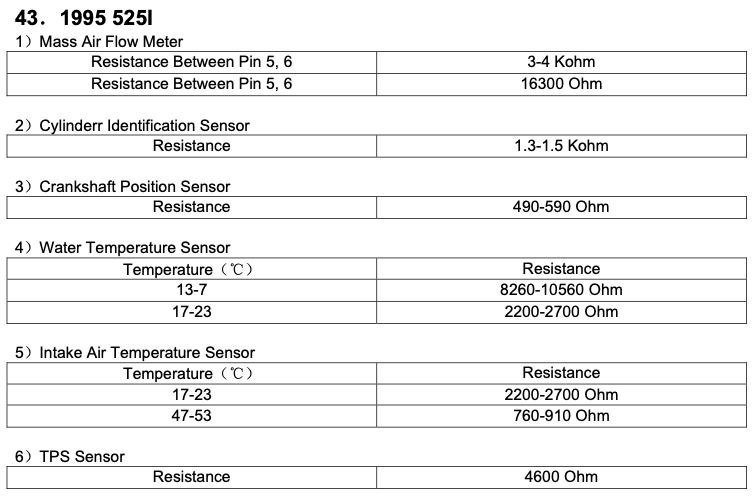 43．1995 525I
1）Mass Air Flow Meter
Resistance Between Pin 5, 6 3-4 Kohm
Resistance Between Pin 5, 6 16300 Ohm
2）Cylinderr Identification Sensor
Resistance 1.3-1.5 Kohm
3）Crankshaft Position Sensor
Resistance 490-590 Ohm
4）Water Temperature Sensor
Temperature（℃） Resistance
13-7 8260-10560 Ohm
17-23 2200-2700 Ohm
5）Intake Air Temperature Sensor
Temperature（℃） Resistance
17-23 2200-2700 Ohm
47-53 760-910 Ohm
6）TPS Sensor
Resistance 4600 Ohm